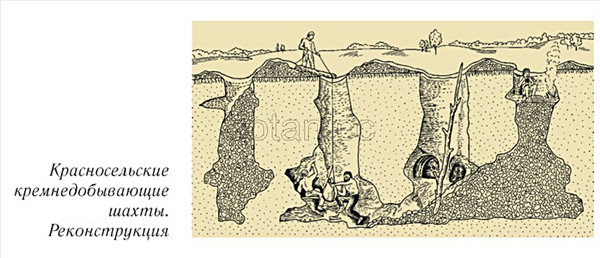 Красносельские
кремнедобывающие
шахты.
Реконструкция